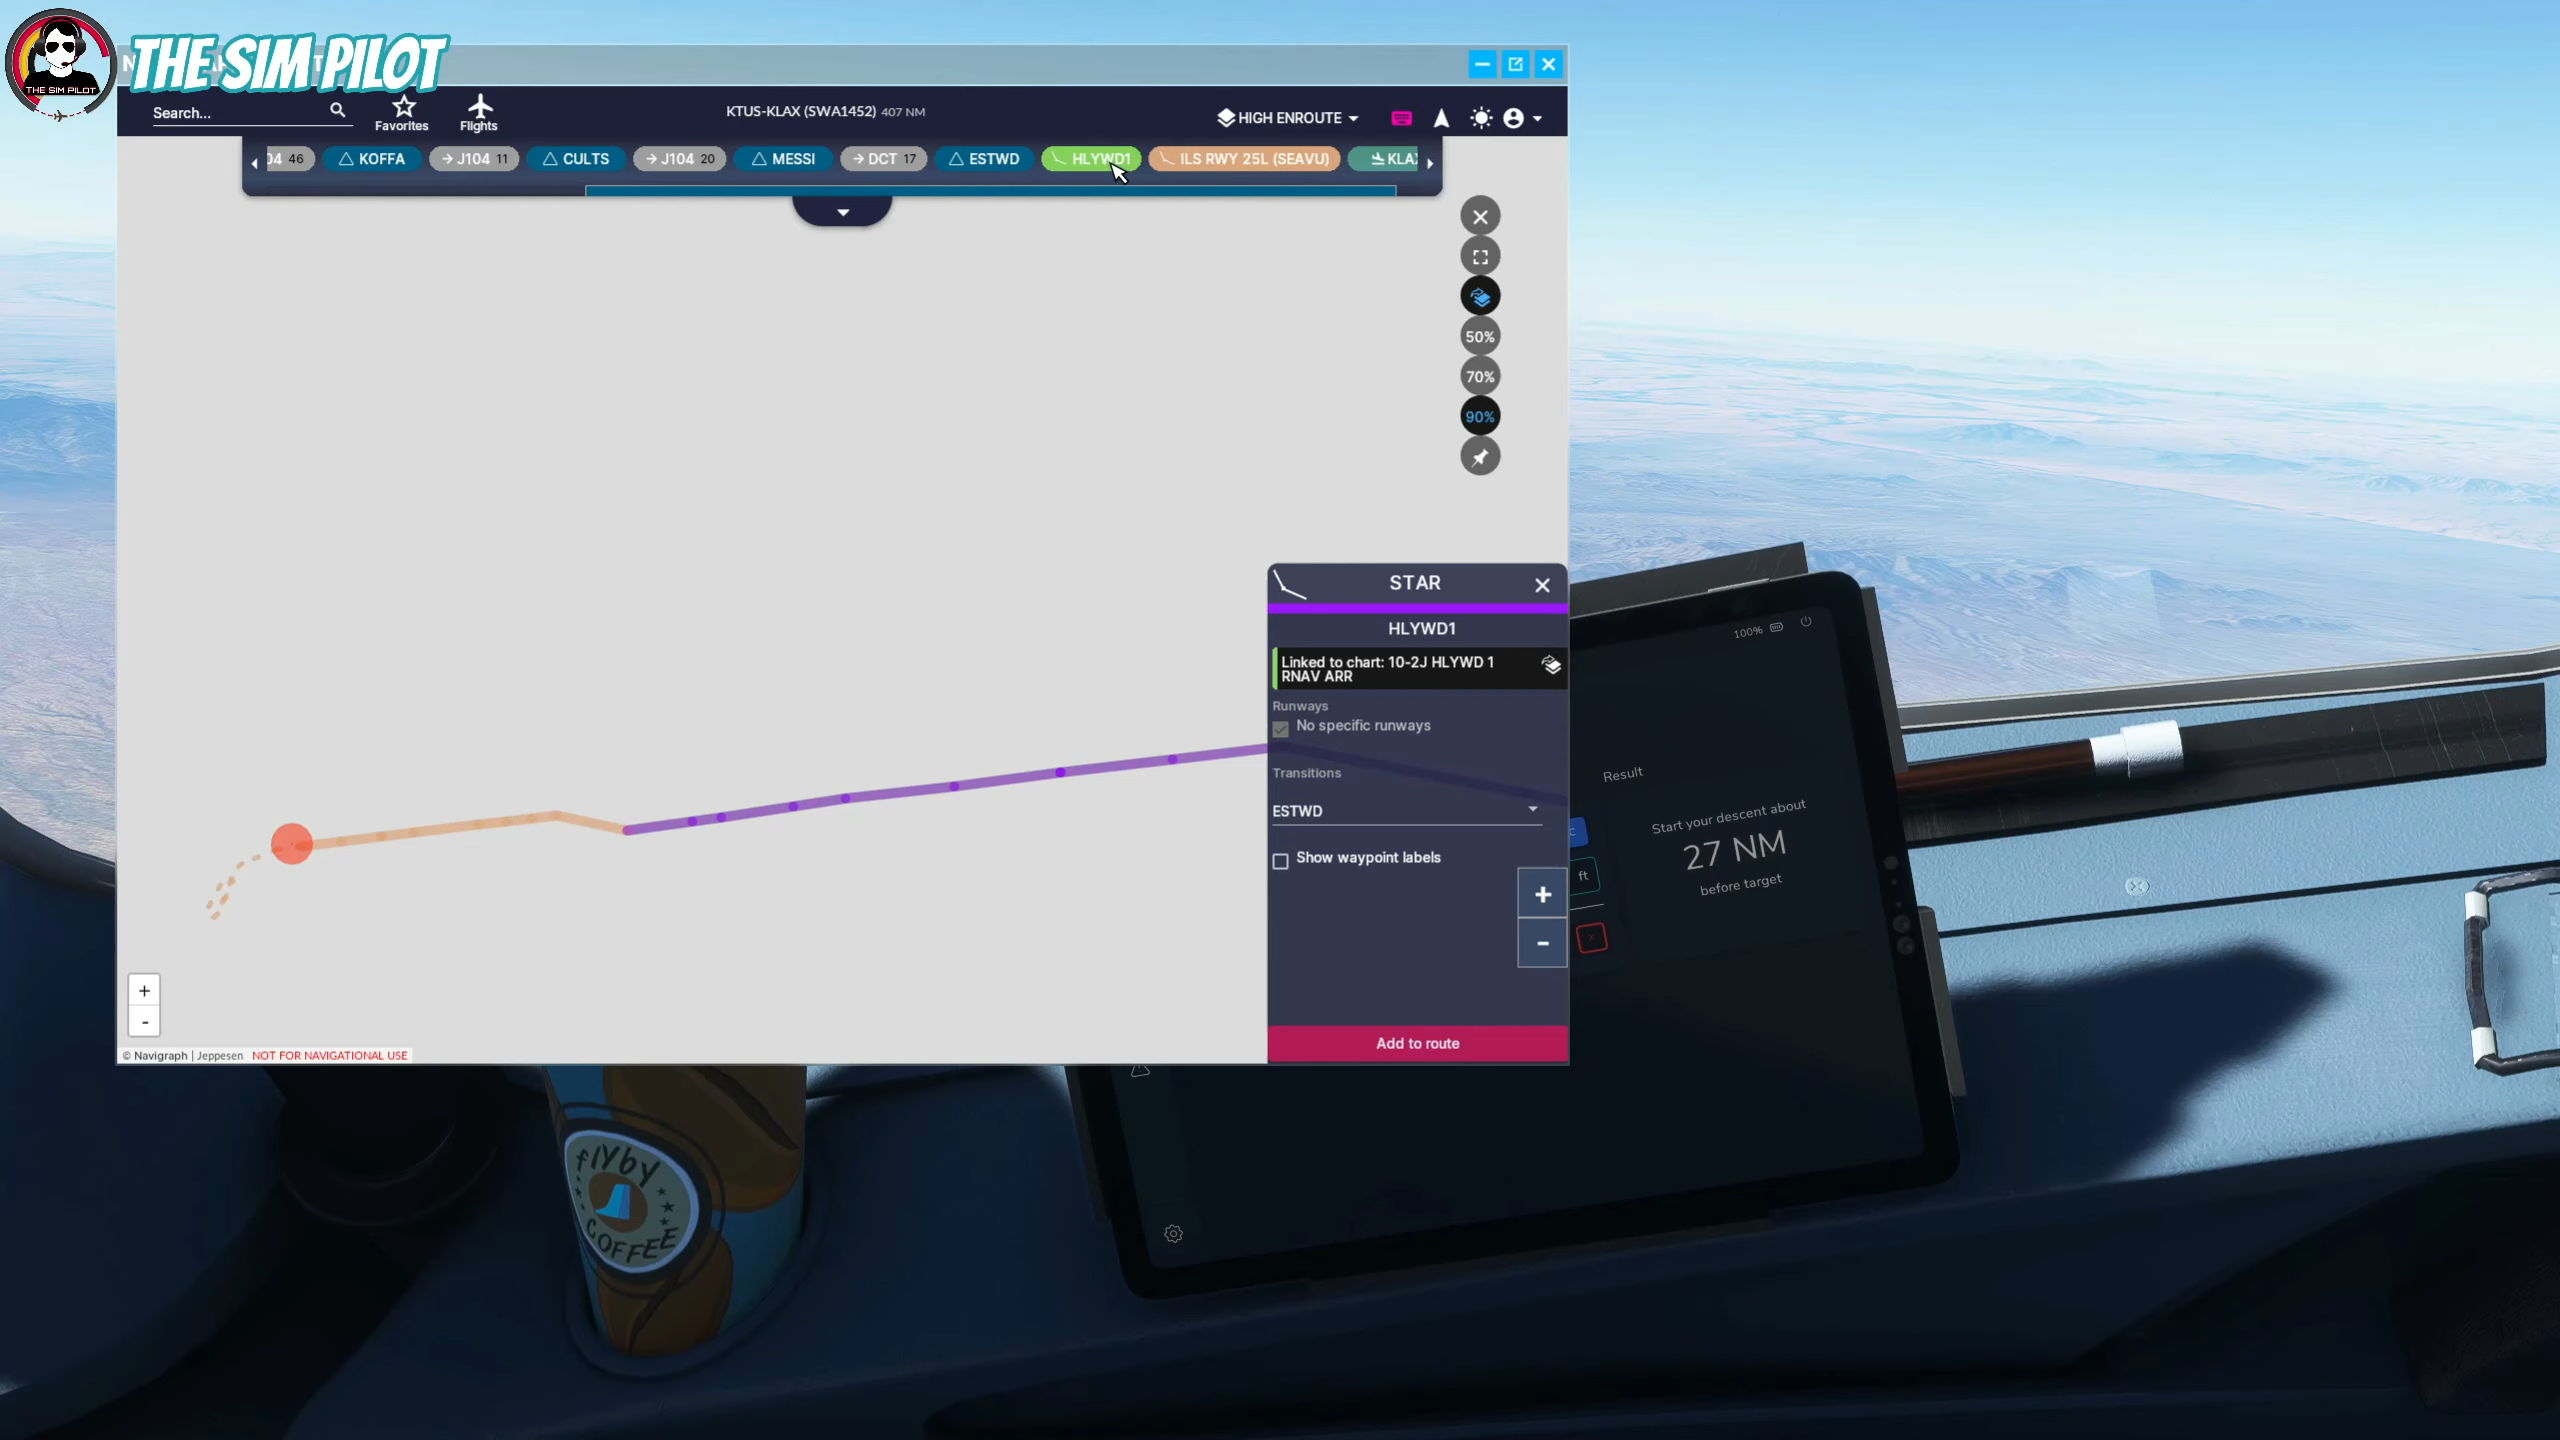 THE SIM PILOT
THE SIM PILOT
Search...
Favorites
Flights
KTUS-KLAX (SWA1452) 407 NM
HIGH ENROUTE
04 46
KOFFA
J104 11
CULTS
J104 20
MESSI
DCT 17
ESTWD
HLYWD1
ILS RWY 25L (SEAVU)
KLAX
50%
70%
90%
STAR
HLYWD1
Linked to chart: 10-2J HLYWD 1
RNAV ARR
Runways
No specific runways
Transitions
ESTWD
Show waypoint labels
+
-
Add to route
+
-
© Navigraph | Jeppesen NOT FOR NAVIGATIONAL USE
100%
Result
Start your descent about
27 NM
before target
ft
flyby
COFFEE